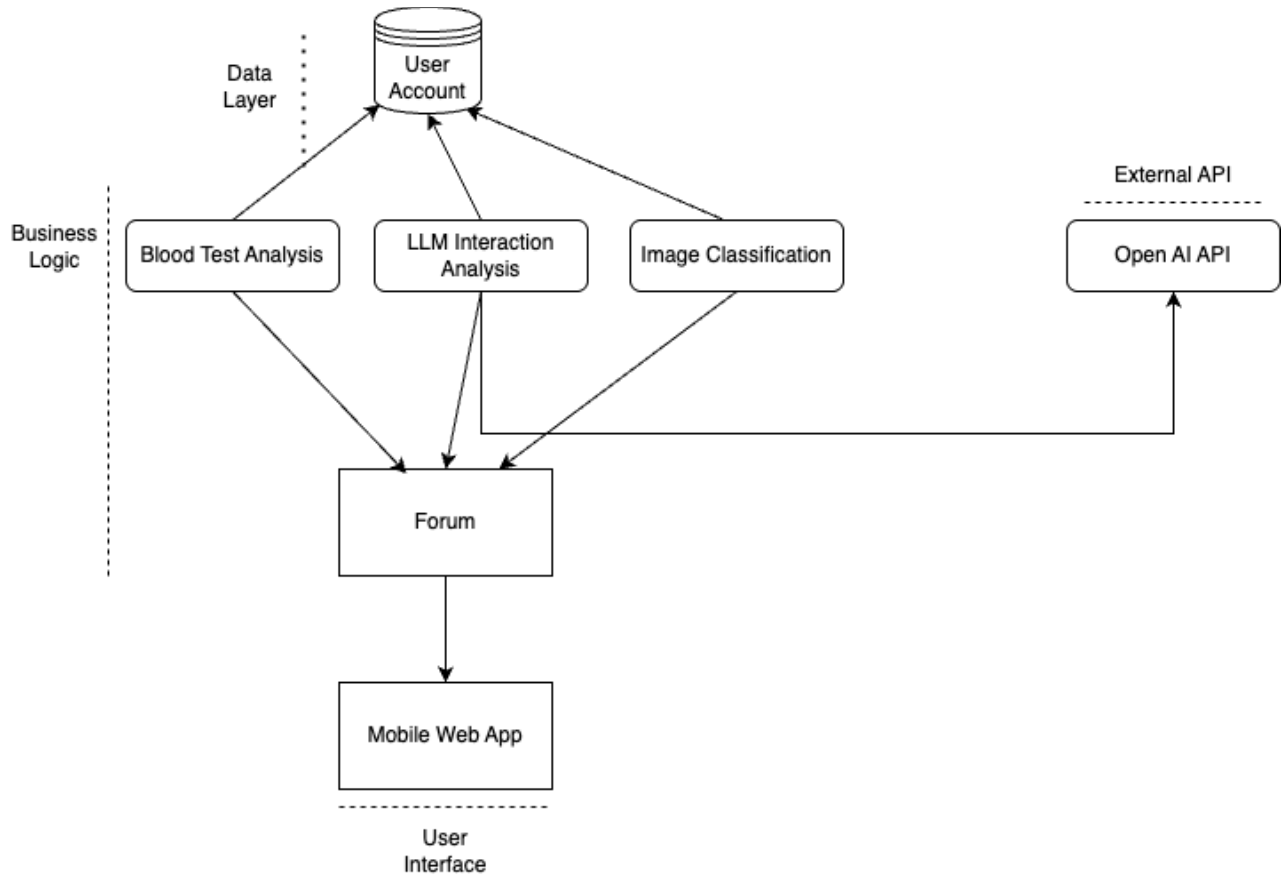 User
Account
Data
Layer
External API
Business
Logic
Blood Test Analysis
LLM Interaction
Analysis
Image Classification
Open AI API
Forum
Mobile Web App
User
Interface